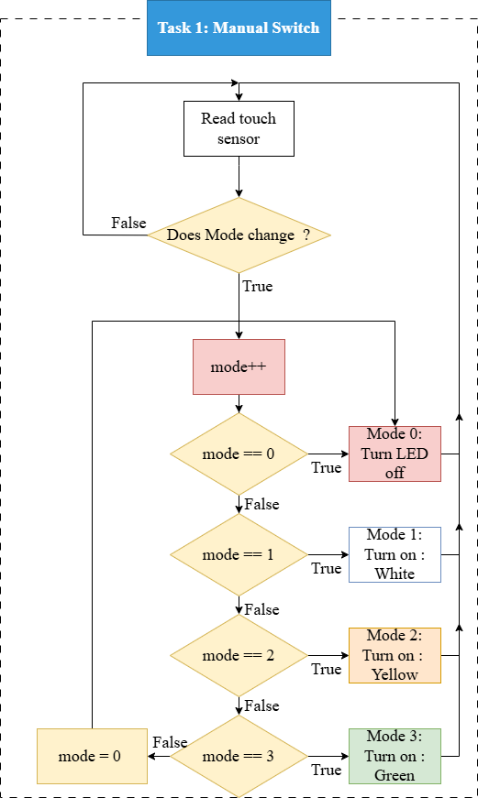 Task 1: Manual Switch
Read touch
sensor
False
Does Mode change ?
True
mode++
mode == 0
True
Mode 0:
Turn LED
off
False
mode == 1
True
Mode 1:
Turn on :
White
False
mode == 2
True
Mode 2:
Turn on :
Yellow
False
mode = 0
False
mode == 3
True
Mode 3:
Turn on :
Green